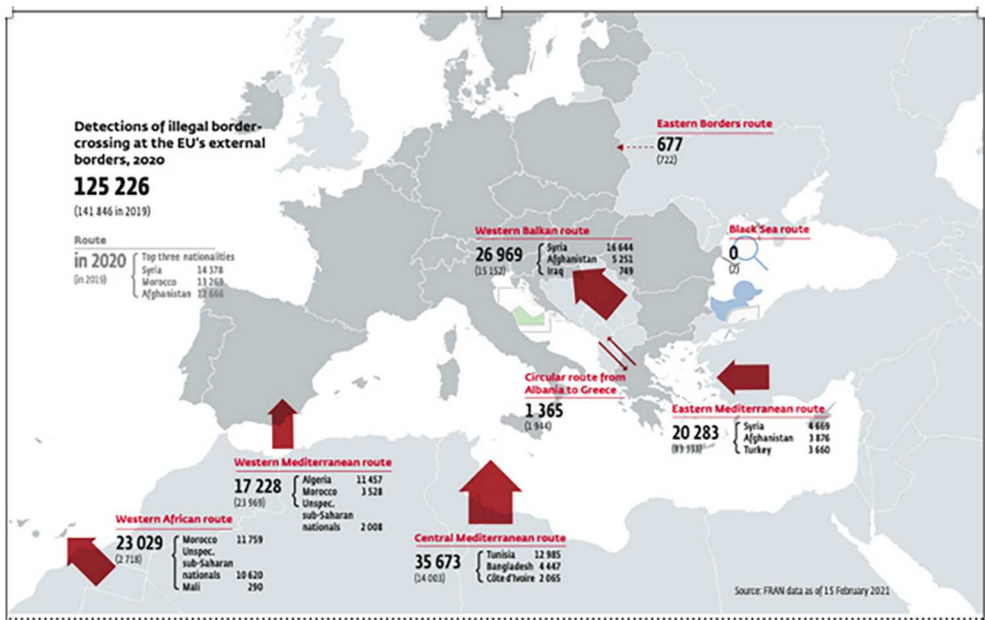 Detections of illegal border-
crossing at the EU's external
borders, 2020
125 226
(141 846 in 2019)
Route
in 2020
(in 2019)
Top three nationalities
Syria 14 378
Morocco 13 269
Afghanistan
Eastern Borders route
677
(722)
Western Balkan route
26 969
(15 152)
Syria 16 644
Afghanistan 5 251
Iraq 749
Black Sea route
0
(2)
Circular route from
Albania to Greece
1 365
(1 944)
Eastern Mediterranean route
20 283
Syria 4 669
Afghanistan 3 876
Turkey 3 660
Western Mediterranean route
17 228
(23 969)
Algeria 11 457
Morocco 3 528
Unspec.
sub-Saharan
nationals 2 008
Western African route
23 029
(2 718)
Morocco 11 759
Unspec.
sub-Saharan
nationals 10 620
Mali 290
Central Mediterranean route
35 673
(14 003)
Tunisia 12 985
Bangladesh 4 447
Côte d'Ivoire 2 065
Source: FRAN data as of 15 February 2021